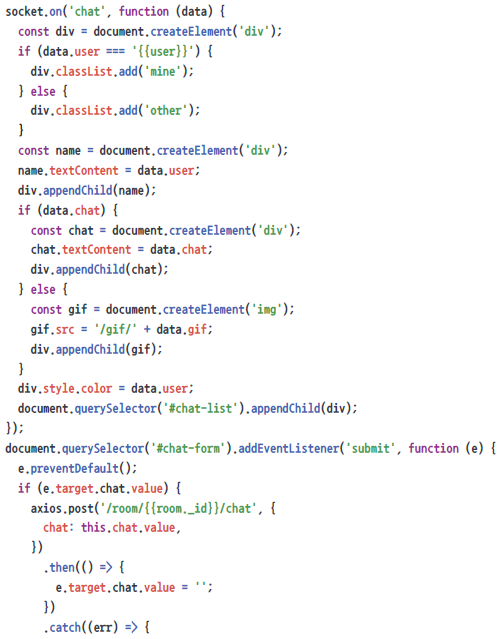 socket.on('chat', function (data) {
  const div = document.createElement('div');
  if (data.user === '{{user}}') {
    div.classList.add('mine');
  } else {
    div.classList.add('other');
  }
  const name = document.createElement('div');
  name.textContent = data.user;
  div.appendChild(name);
  if (data.chat) {
    const chat = document.createElement('div');
    chat.textContent = data.chat;
    div.appendChild(chat);
  } else {
    const gif = document.createElement('img');
    gif.src = '/gif/' + data.gif;
    div.appendChild(gif);
  }
  div.style.color = data.user;
  document.querySelector('#chat-list').appendChild(div);
});
document.querySelector('#chat-form').addEventListener('submit', function (e) {
  e.preventDefault();
  if (e.target.chat.value) {
    axios.post('/room/{{room._id}}/chat', {
      chat: this.chat.value,
    })
      .then(() => {
        e.target.chat.value = '';
      })
      .catch((err) => {